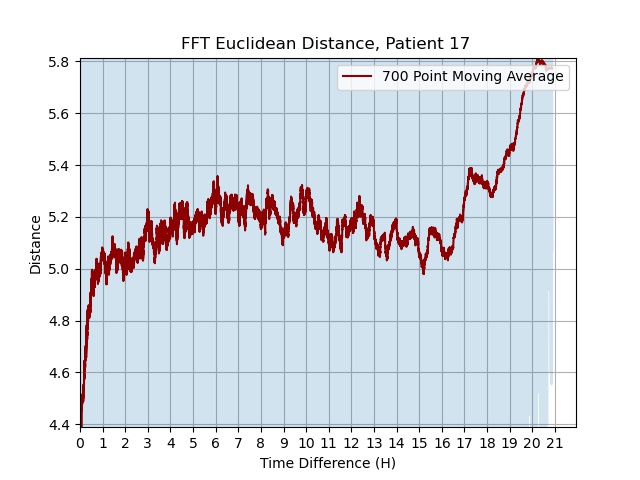 FFT Euclidean Distance, Patient 17
700 Point Moving Average
5.8
5.6
5.4
5.2
5.0
4.8
4.6
4.4
Distance
0 1 2 3 4 5 6 7 8 9 10 11 12 13 14 15 16 17 18 19 20 21
Time Difference (H)